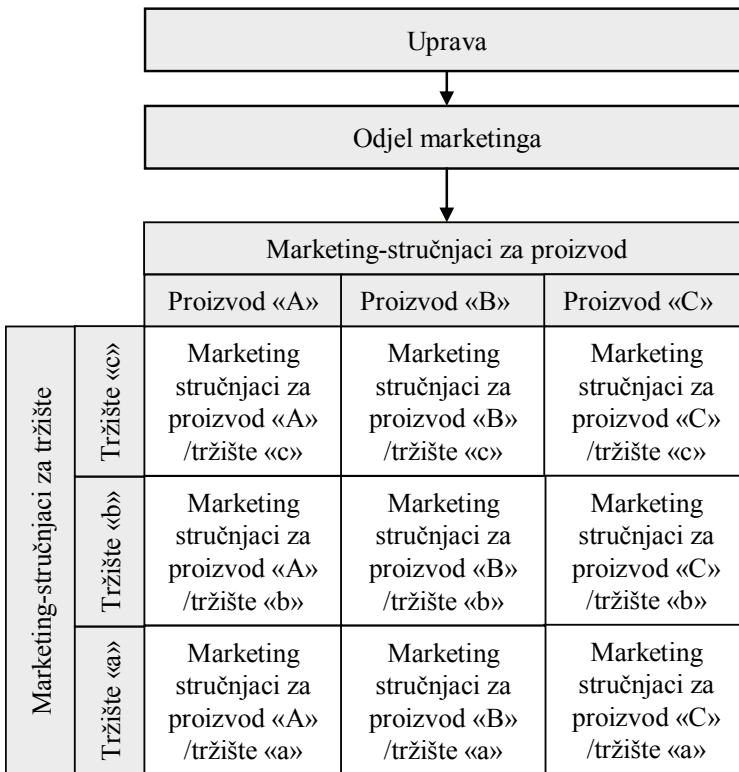 Uprava
Odjel marketinga
Marketing-stručnjaci za proizvod
Proizvod «A»
Proizvod «B»
Proizvod «C»
Marketing-stručnjaci za tržište
Tržište «c»
Marketing
stručnjaci za
proizvod «A»
/tržište «c»
Marketing
stručnjaci za
proizvod «B»
/tržište «c»
Marketing
stručnjaci za
proizvod «C»
/tržište «c»
Tržište «b»
Marketing
stručnjaci za
proizvod «A»
/tržište «b»
Marketing
stručnjaci za
proizvod «B»
/tržište «b»
Marketing
stručnjaci za
proizvod «C»
/tržište «b»
Tržište «a»
Marketing
stručnjaci za
proizvod «A»
/tržište «a»
Marketing
stručnjaci za
proizvod «B»
/tržište «a»
Marketing
stručnjaci za
proizvod «C»
/tržište «a»